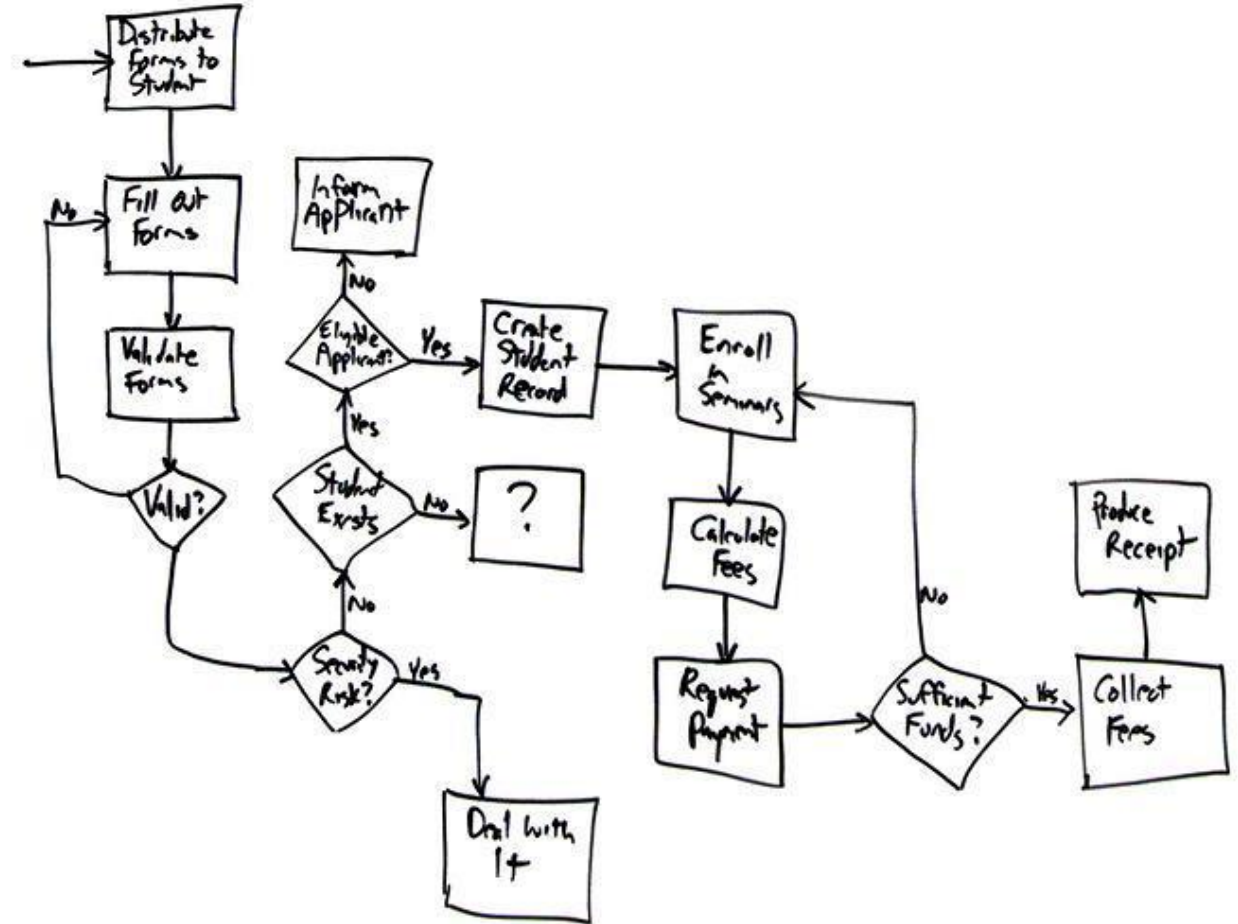 Distribute
Forms to
Student
Fill out
Forms
No
Validate
Forms
Valid?
Security
Risk?
Yes
Deal with
It
No
Student
Exists
No
?
Yes
Eligible
Applicant?
No
Inform
Applicant
Yes
Create
Student
Record
Enroll
in
Seminars
Calculate
Fees
Request
Payment
Sufficient
Funds?
No
Yes
Collect
Fees
Produce
Receipt